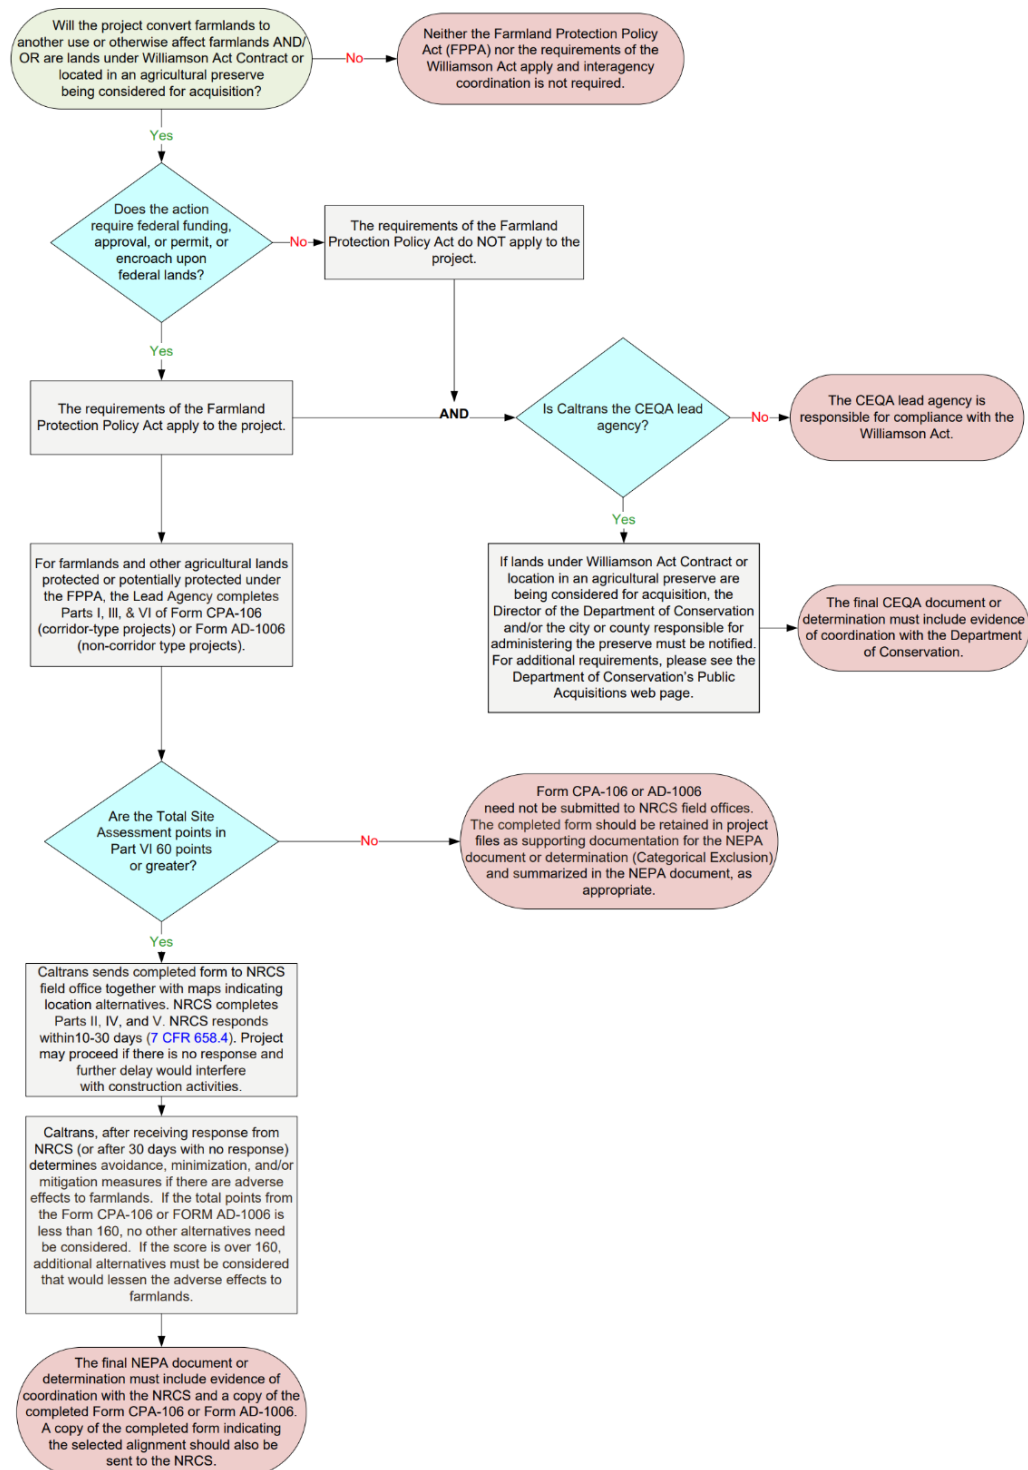 Will the project convert farmlands to
another use or otherwise affect farmlands AND/
OR are lands under Williamson Act Contract or
located in an agricultural preserve
being considered for acquisition?
No
Neither the Farmland Protection Policy
Act (FPPA) nor the requirements of the
Williamson Act apply and interagency
coordination is not required.
Yes
Does the action
require federal funding,
approval, or permit, or
encroach upon
federal lands?
No
The requirements of the Farmland
Protection Policy Act do NOT apply to the
project.
Yes
The requirements of the Farmland
Protection Policy Act apply to the project.
AND
Is Caltrans the CEQA lead
agency?
No
The CEQA lead agency is
responsible for compliance with the
Williamson Act.
Yes
For farmlands and other agricultural lands
protected or potentially protected under
the FPPA, the Lead Agency completes
Parts I, III, & VI of Form CPA-106
(corridor-type projects) or Form AD-1006
(non-corridor type projects).
If lands under Williamson Act Contract or
location in an agricultural preserve are
being considered for acquisition, the
Director of the Department of Conservation
and/or the city or county responsible for
administering the preserve must be notified.
For additional requirements, please see the
Department of Conservation's Public
Acquisitions web page.
The final CEQA document or
determination must include evidence
of coordination with the Department
of Conservation.
Are the Total Site
Assessment points in
Part VI 60 points
or greater?
No
Form CPA-106 or AD-1006
need not be submitted to NRCS field offices.
The completed form should be retained in project
files as supporting documentation for the NEPA
document or determination (Categorical Exclusion)
and summarized in the NEPA document, as
appropriate.
Yes
Caltrans sends completed form to NRCS
field office together with maps indicating
location alternatives. NRCS completes
Parts II, IV, and V. NRCS responds
within10-30 days (7 CFR 658.4). Project
may proceed if there is no response and
further delay would interfere
with construction activities.
Caltrans, after receiving response from
NRCS (or after 30 days with no response)
determines avoidance, minimization, and/or
mitigation measures if there are adverse
effects to farmlands. If the total points from
the Form CPA-106 or FORM AD-1006 is
less than 160, no other alternatives need
be considered. If the score is over 160,
additional alternatives must be considered
that would lessen the adverse effects to
farmlands.
The final NEPA document or
determination must include evidence of
coordination with the NRCS and a copy of the
completed Form CPA-106 or Form AD-1006.
A copy of the completed form indicating
the selected alignment should also be
sent to the NRCS.